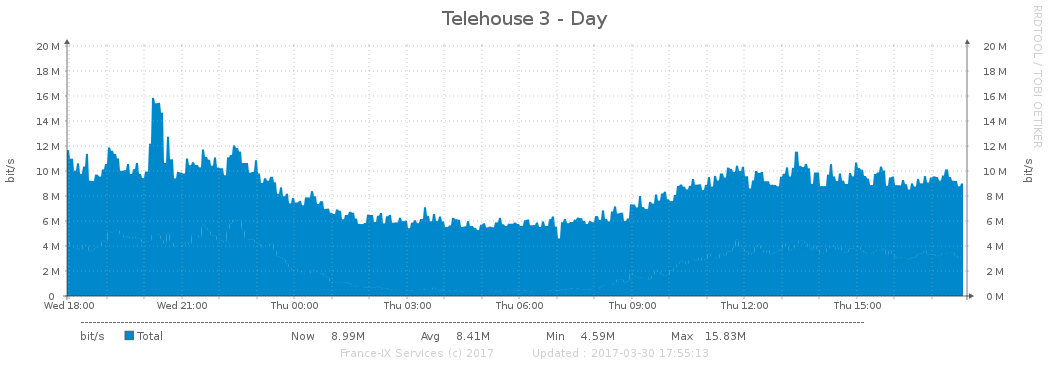 Telehouse 3 - Day
RRDTOOL / TOBI OETIKER
20 M 20 M
18 M 18 M
16 M 16 M
14 M 14 M
12 M 12 M
10 M 10 M
8 M 8 M
6 M 6 M
4 M 4 M
2 M 2 M
0 0 M
bit/s bit/s
Wed 18:00 Wed 21:00 Thu 00:00 Thu 03:00 Thu 06:00 Thu 09:00 Thu 12:00 Thu 15:00
bit/s Total Now 8.99M Avg 8.41M Min 4.59M Max 15.83M
France-IX Services (c) 2017 Updated : 2017-03-30 17:55:13